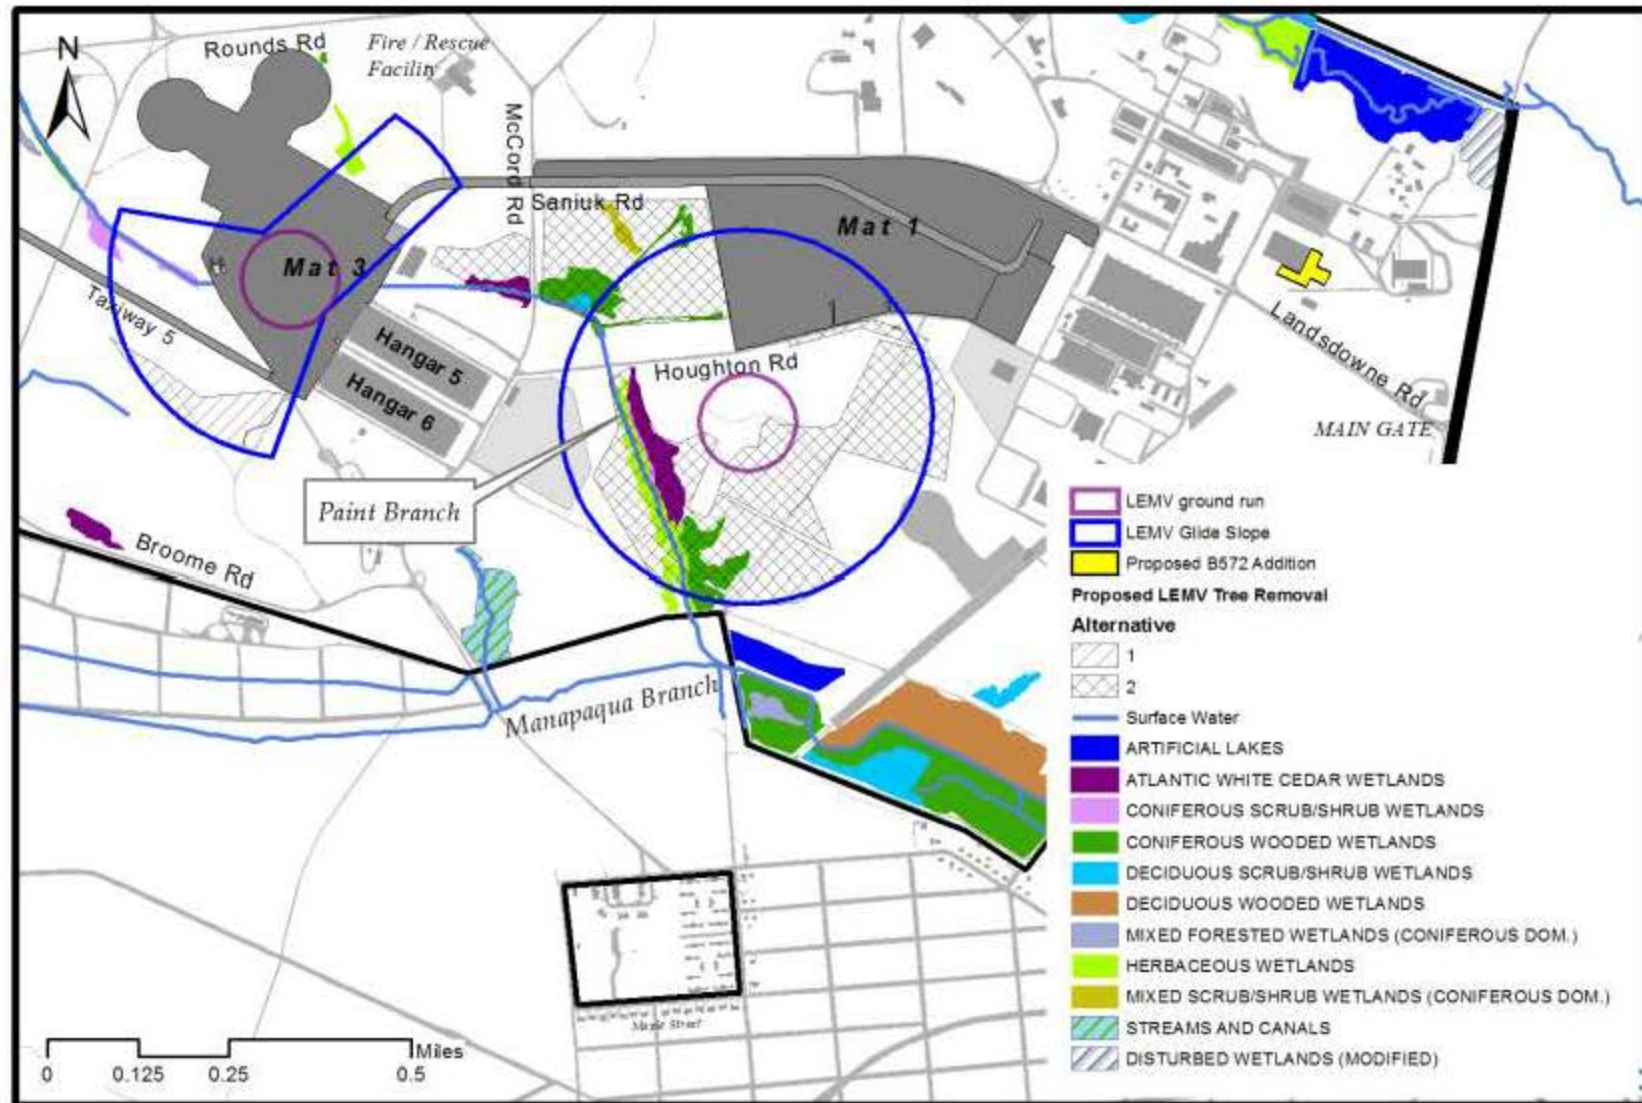 N
Rounds Rd
Fire / Rescue
Facility
McCord Rd
Saniuk Rd
Mat 1
Mat 3
Taxiway 5
Hangar 5
Hangar 6
Houghton Rd
Landsdowne Rd
MAIN GATE
Paint Branch
Broome Rd
Manapaqua Branch
LEMV ground run
LEMV Glide Slope
Proposed B572 Addition
Proposed LEMV Tree Removal
Alternative
1
2
Surface Water
ARTIFICIAL LAKES
ATLANTIC WHITE CEDAR WETLANDS
CONIFEROUS SCRUB/SHRUB WETLANDS
CONIFEROUS WOODED WETLANDS
DECIDUOUS SCRUB/SHRUB WETLANDS
DECIDUOUS WOODED WETLANDS
MIXED FORESTED WETLANDS (CONIFEROUS DOM.)
HERBACEOUS WETLANDS
MIXED SCRUB/SHRUB WETLANDS (CONIFEROUS DOM.)
STREAMS AND CANALS
DISTURBED WETLANDS (MODIFIED)
Street
Miles
0 0.125 0.25 0.5